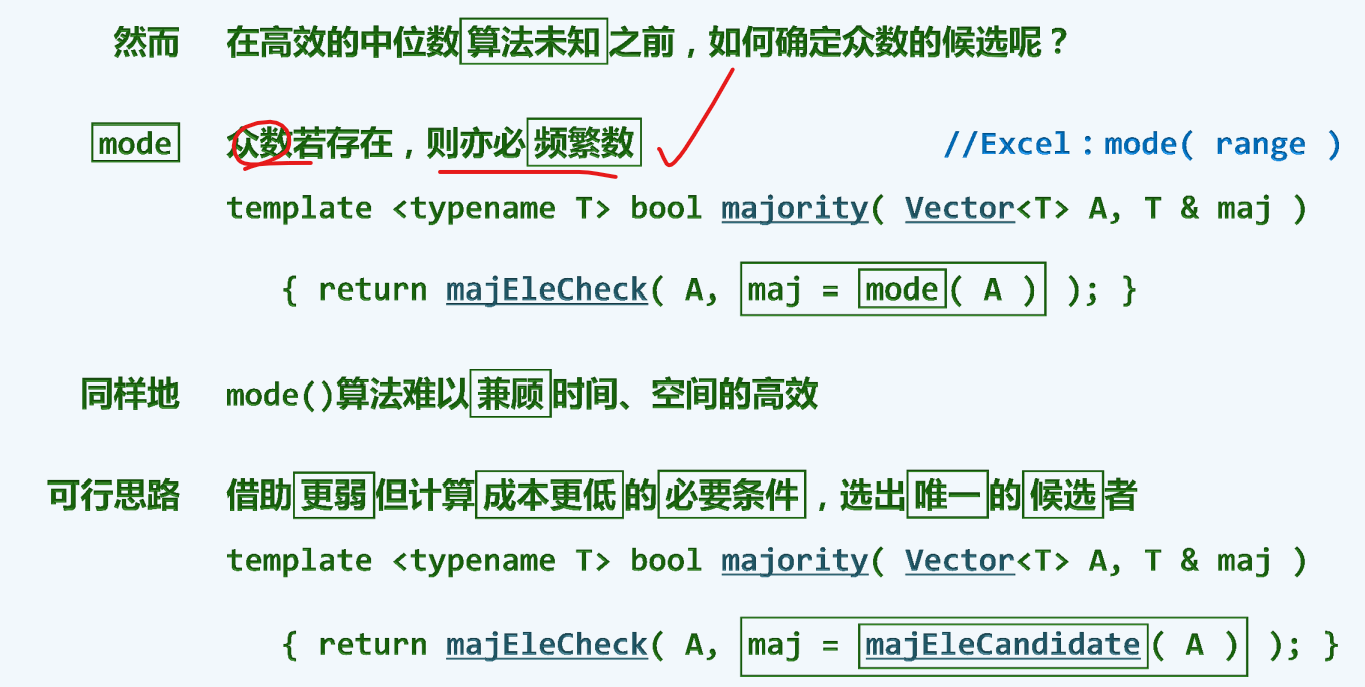 然而 在高效的中位数算法未知之前，如何确定众数的候选呢？
mode 众数若存在，则亦必频繁数 //Excel：mode( range )
template <typename T> bool majority( Vector<T> A, T & maj )
{ return majEleCheck( A, maj = mode( A ) ); }
同样地 mode()算法难以兼顾时间、空间的高效
可行思路 借助更弱但计算成本更低的必要条件，选出唯一的候选者
template <typename T> bool majority( Vector<T> A, T & maj )
{ return majEleCheck( A, maj = majEleCandidate( A ) ); }